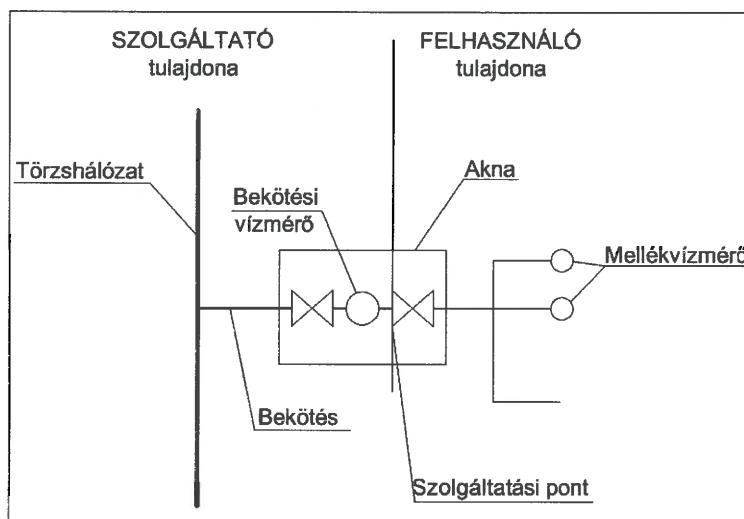 SZOLGÁLTATÓ
tulajdona
FELHASZNÁLÓ
tulajdona
Törzshálózat
Akna
Bekötési
vízmérő
Mellékvízmérő
Bekötés
Szolgáltatási pont